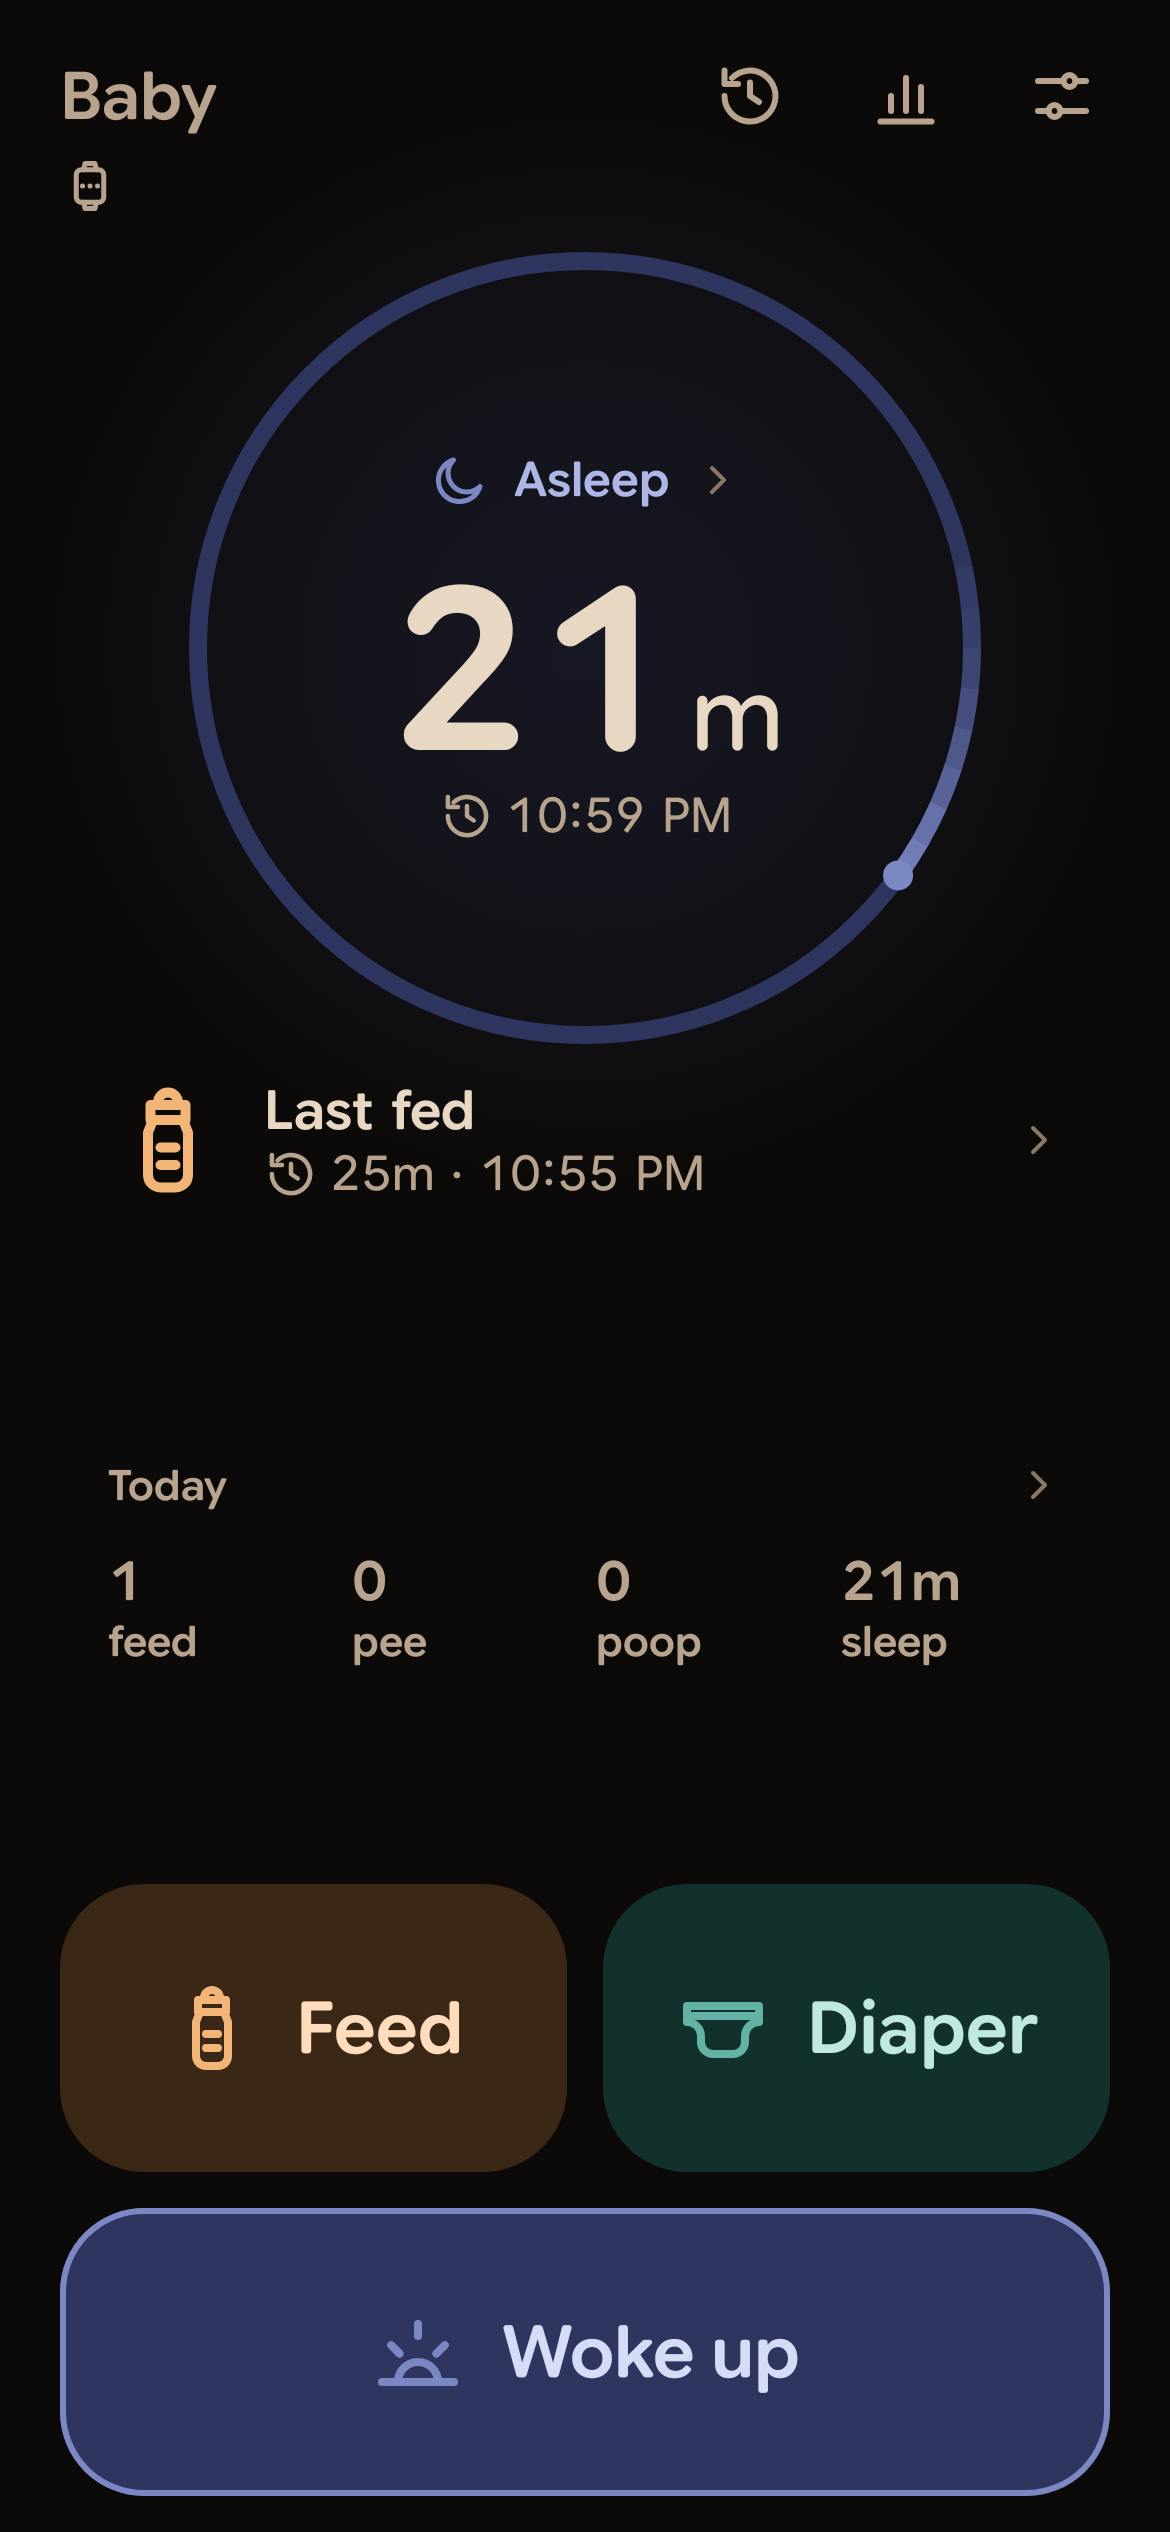 Baby
Asleep
21 m
10:59 PM
Last fed
25m · 10:55 PM
Today
1 0 0 21m
feed pee poop sleep
Feed Diaper
Woke up